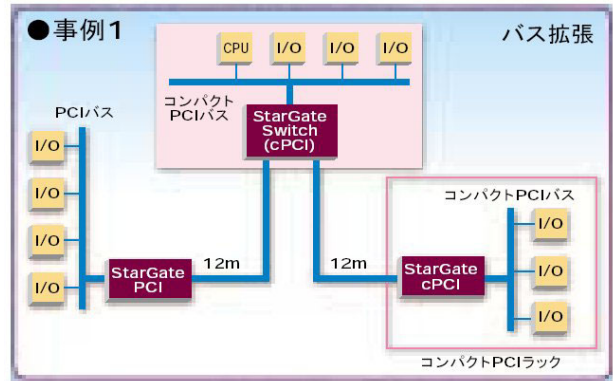 ●事例1
バス拡張
CPU
I/O
I/O
I/O
コンパクト
PCIバス
StarGate
Switch
(cPCI)
PCIバス
I/O
I/O
I/O
I/O
StarGate
PCI
12m
12m
コンパクトPCIバス
StarGate
cPCI
I/O
I/O
I/O
コンパクトPCIラック